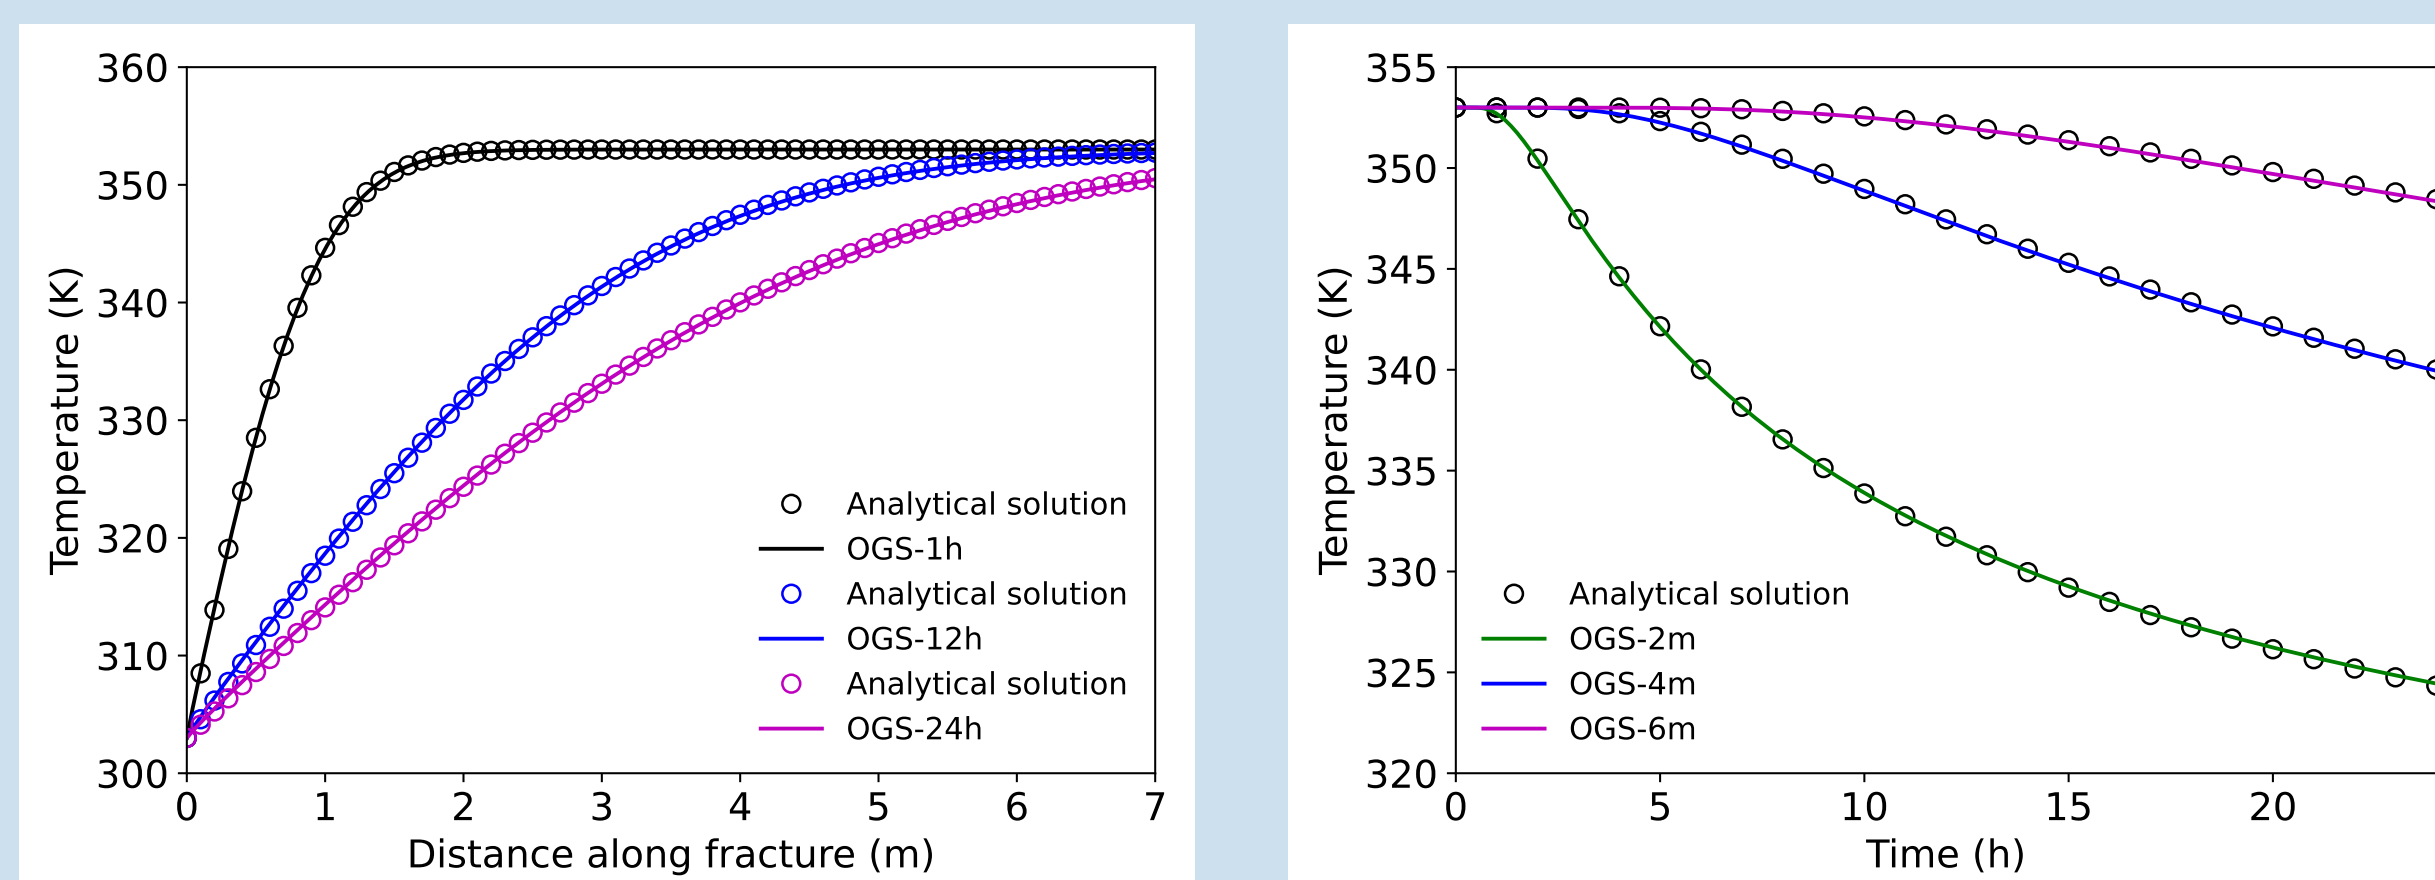 360
350
340
330
320
310
300
0 1 2 3 4 5 6 7
Temperature (K)
Distance along fracture (m)
Analytical solution
OGS-1h
Analytical solution
OGS-12h
Analytical solution
OGS-24h
355
350
345
340
335
330
325
320
0 5 10 15 20
Temperature (K)
Time (h)
Analytical solution
OGS-2m
OGS-4m
OGS-6m